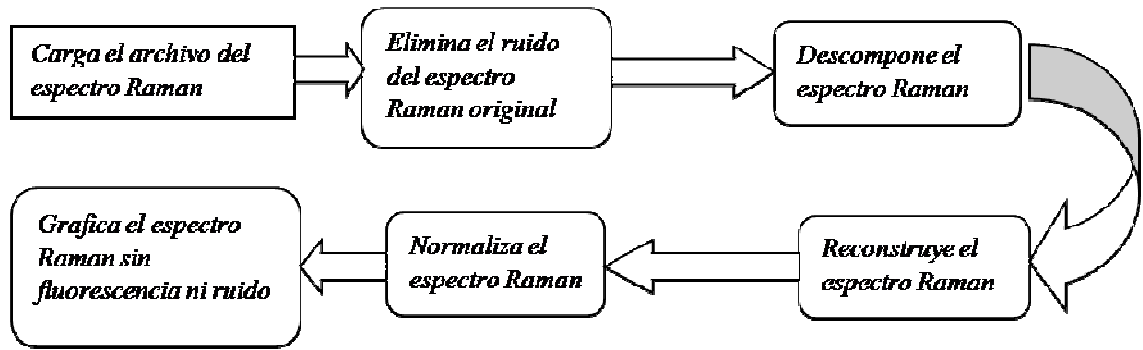 Carga el archivo del
espectro Raman
Elimina el ruido
del espectro
Raman original
Descompone el
espectro Raman
Reconstruye el
espectro Raman
Normaliza el
espectro Raman
Grafica el espectro
Raman sin
fluorescencia ni ruido